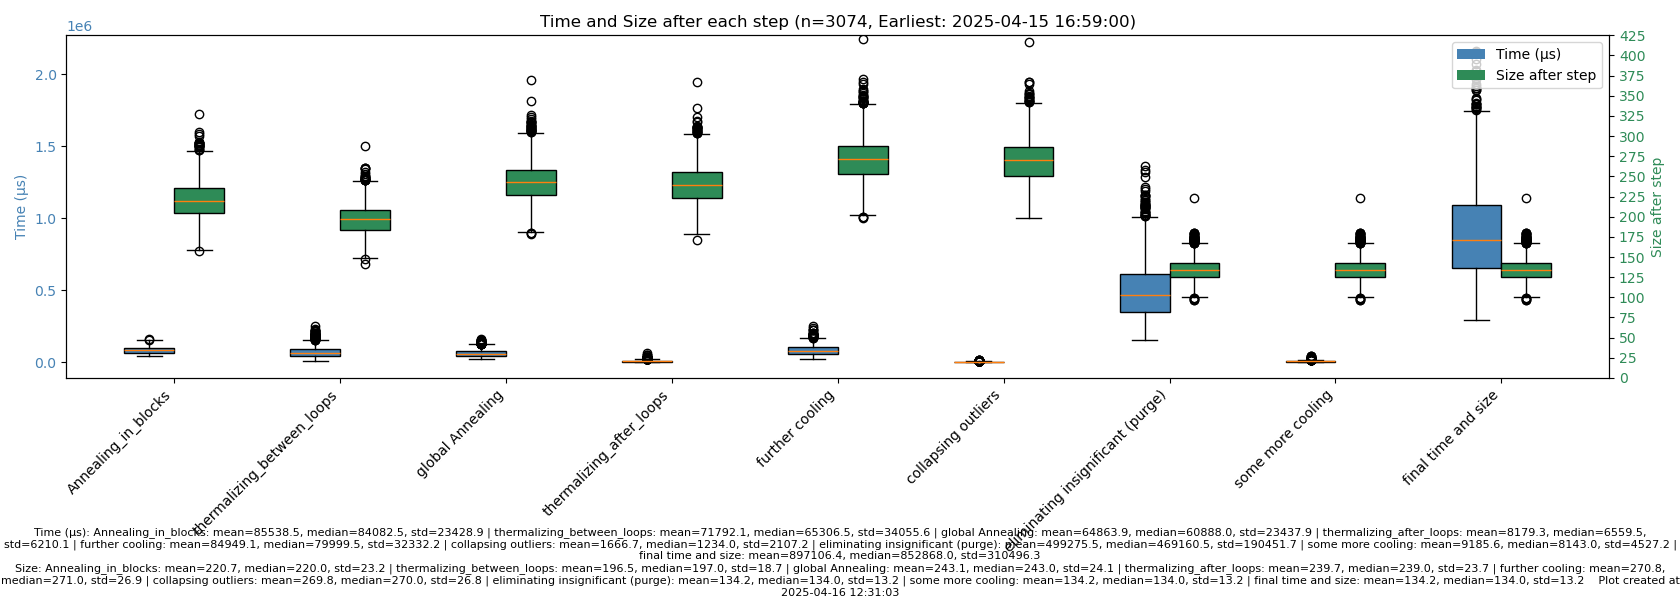 Time and Size after each step (n=3074, Earliest: 2025-04-15 16:59:00)
1e6
2.0
1.5
1.0
0.5
0.0
Time (μs)
Time (μs)
Size after step
425
400
375
350
325
300
275
250
225
200
175
150
125
100
75
50
25
0
Size after step
Annealing_in_blocks
thermalizing_between_loops
global Annealing
thermalizing_after_loops
further cooling
collapsing outliers
eliminating insignificant (purge)
some more cooling
final time and size
Time (μs): Annealing_in_blocks: mean=85538.5, median=84082.5, std=23428.9 | thermalizing_between_loops: mean=71792.1, median=65306.5, std=34055.6 | global Annealing: mean=64863.9, median=60888.0, std=23437.9 | thermalizing_after_loops: mean=8179.3, median=6559.5,
std=6210.1 | further cooling: mean=84949.1, median=79999.5, std=32332.2 | collapsing outliers: mean=1666.7, median=1234.0, std=2107.2 | eliminating insignificant (purge): mean=499275.5, median=469160.5, std=190451.7 | some more cooling: mean=9185.6, median=8143.0, std=4527.2 |
final time and size: mean=897106.4, median=852868.0, std=310496.3
Size: Annealing_in_blocks: mean=220.7, median=220.0, std=23.2 | thermalizing_between_loops: mean=196.5, median=197.0, std=18.7 | global Annealing: mean=243.1, median=243.0, std=24.1 | thermalizing_after_loops: mean=239.7, median=239.0, std=23.7 | further cooling: mean=270.8,
median=271.0, std=26.9 | collapsing outliers: mean=269.8, median=270.0, std=26.8 | eliminating insignificant (purge): mean=134.2, median=134.0, std=13.2 | some more cooling: mean=134.2, median=134.0, std=13.2 | final time and size: mean=134.2, median=134.0, std=13.2 Plot created at
2025-04-16 12:31:03